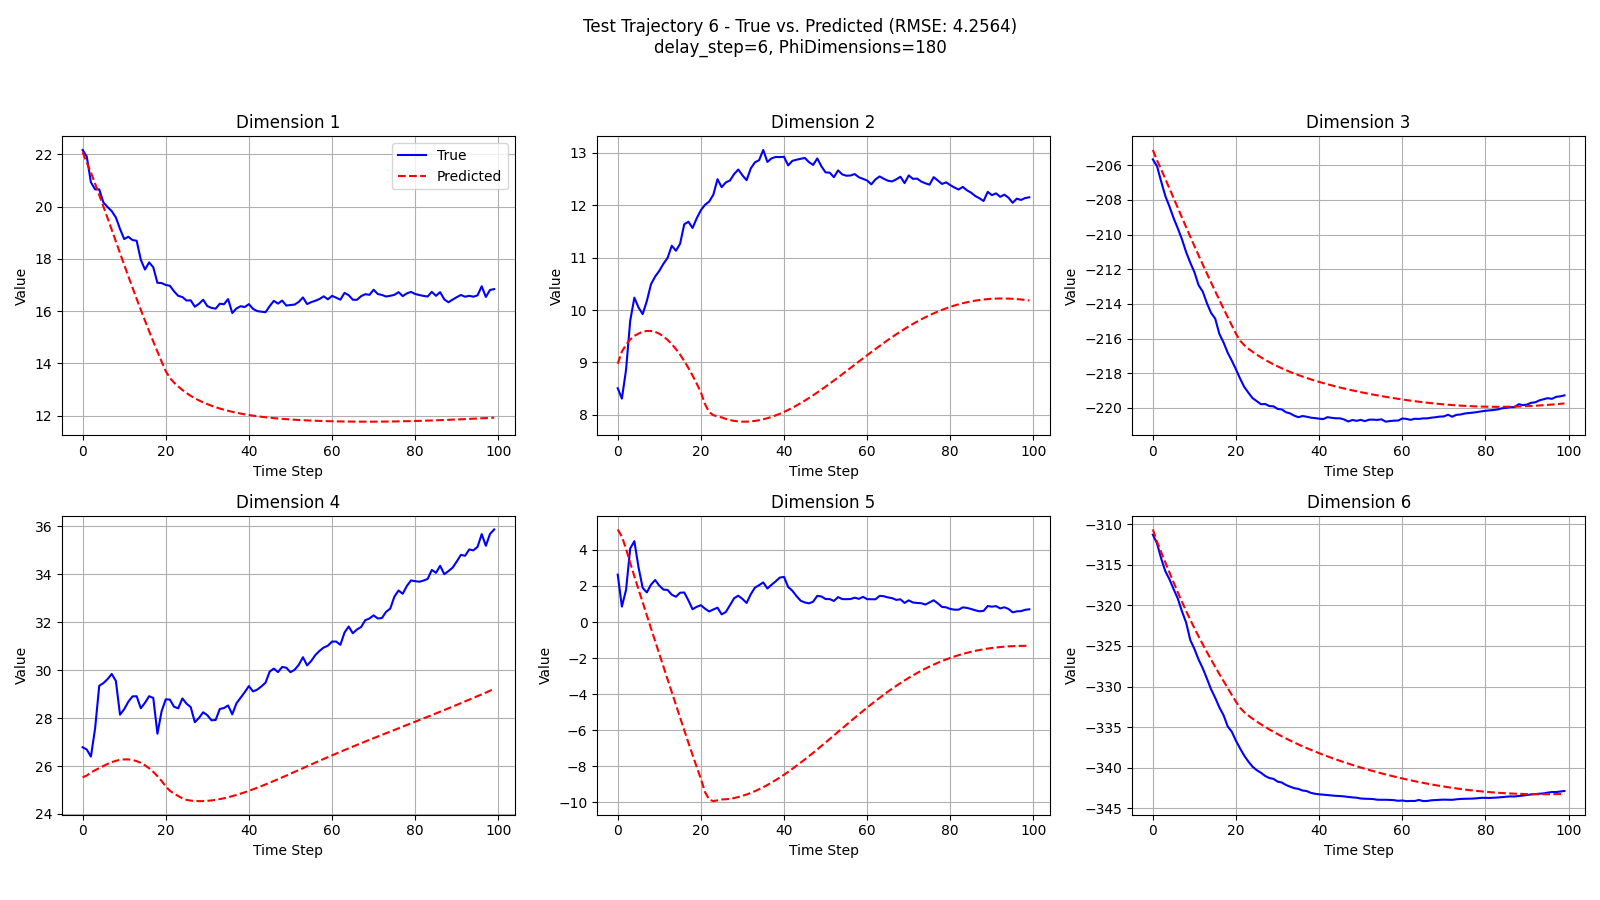 Test Trajectory 6 - True vs. Predicted (RMSE: 4.2564)
delay_step=6, PhiDimensions=180
Dimension 1
Value
22
20
18
16
14
12
0 20 40 60 80 100
Time Step
True
Predicted
Dimension 2
Value
13
12
11
10
9
8
0 20 40 60 80 100
Time Step
Dimension 3
Value
−206
−208
−210
−212
−214
−216
−218
−220
0 20 40 60 80 100
Time Step
Dimension 4
Value
36
34
32
30
28
26
24
0 20 40 60 80 100
Time Step
Dimension 5
Value
4
2
0
−2
−4
−6
−8
−10
0 20 40 60 80 100
Time Step
Dimension 6
Value
−310
−315
−320
−325
−330
−335
−340
−345
0 20 40 60 80 100
Time Step